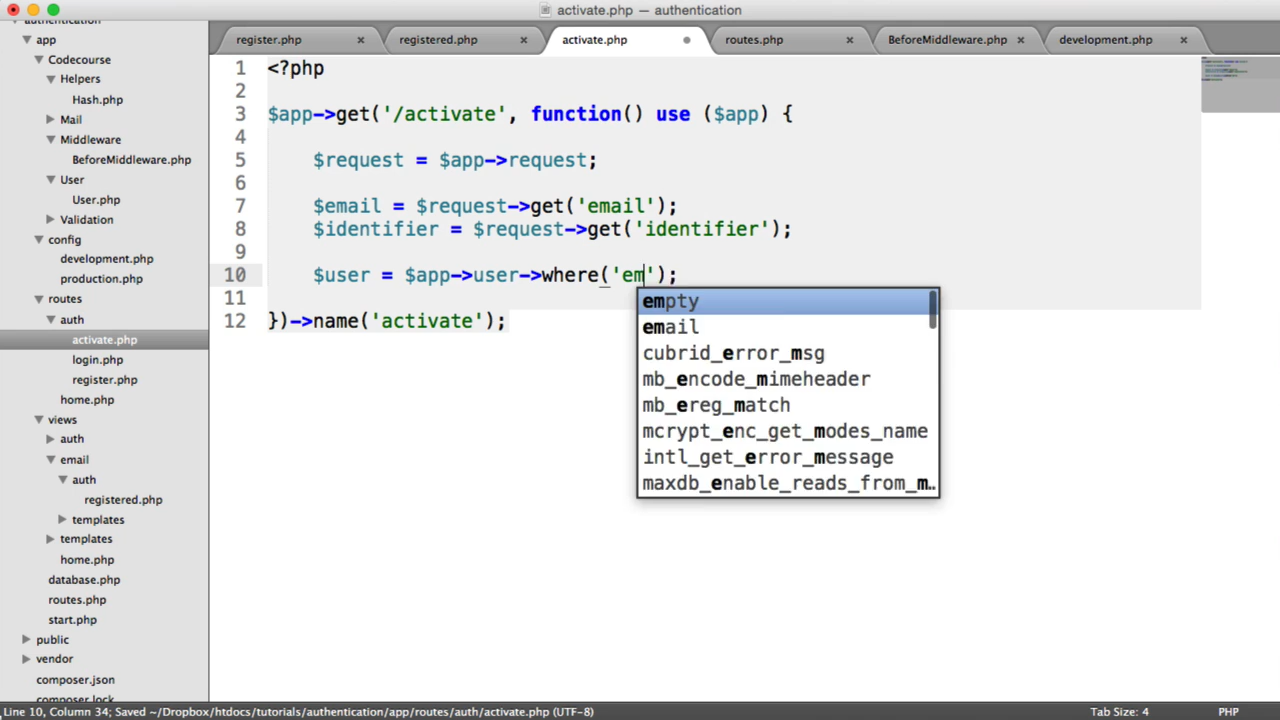 activate.php — authentication
authentication
app
Codecourse
Helpers
Hash.php
Mail
Middleware
BeforeMiddleware.php
User
User.php
Validation
config
development.php
production.php
routes
auth
activate.php
login.php
register.php
home.php
views
auth
email
auth
registered.php
templates
templates
home.php
database.php
routes.php
start.php
public
vendor
composer.json
composer.lock
register.php
registered.php
activate.php
routes.php
BeforeMiddleware.php
development.php
1 <?php
2
3 $app->get('/activate', function() use ($app) {
4
5 $request = $app->request;
6
7 $email = $request->get('email');
8 $identifier = $request->get('identifier');
9
10 $user = $app->user->where('em');
11
12 })->name('activate');
empty
email
cubrid_error_msg
mb_encode_mimeheader
mb_ereg_match
mcrypt_enc_get_modes_name
intl_get_error_message
maxdb_enable_reads_from_m…
Line 10, Column 34; Saved ~/Dropbox/htdocs/tutorials/authentication/app/routes/auth/activate.php (UTF-8)
Tab Size: 4
PHP